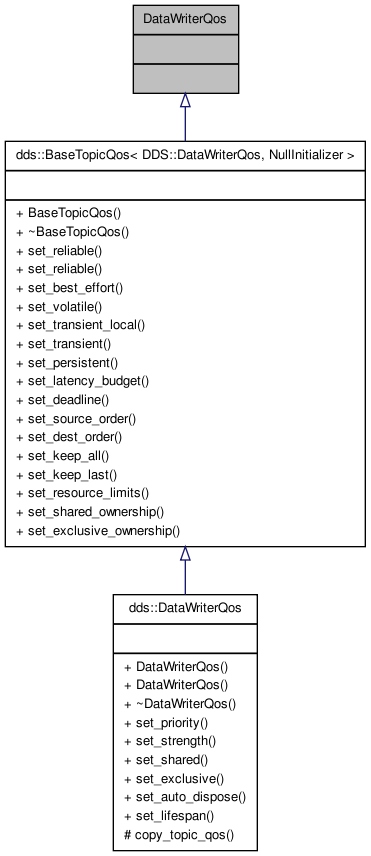 DataWriterQos
dds::BaseTopicQos< DDS::DataWriterQos, NullInitializer >
+ BaseTopicQos()
+ ~BaseTopicQos()
+ set_reliable()
+ set_reliable()
+ set_best_effort()
+ set_volatile()
+ set_transient_local()
+ set_transient()
+ set_persistent()
+ set_latency_budget()
+ set_deadline()
+ set_source_order()
+ set_dest_order()
+ set_keep_all()
+ set_keep_last()
+ set_resource_limits()
+ set_shared_ownership()
+ set_exclusive_ownership()
dds::DataWriterQos
+ DataWriterQos()
+ DataWriterQos()
+ ~DataWriterQos()
+ set_priority()
+ set_strength()
+ set_shared()
+ set_exclusive()
+ set_auto_dispose()
+ set_lifespan()
# copy_topic_qos()